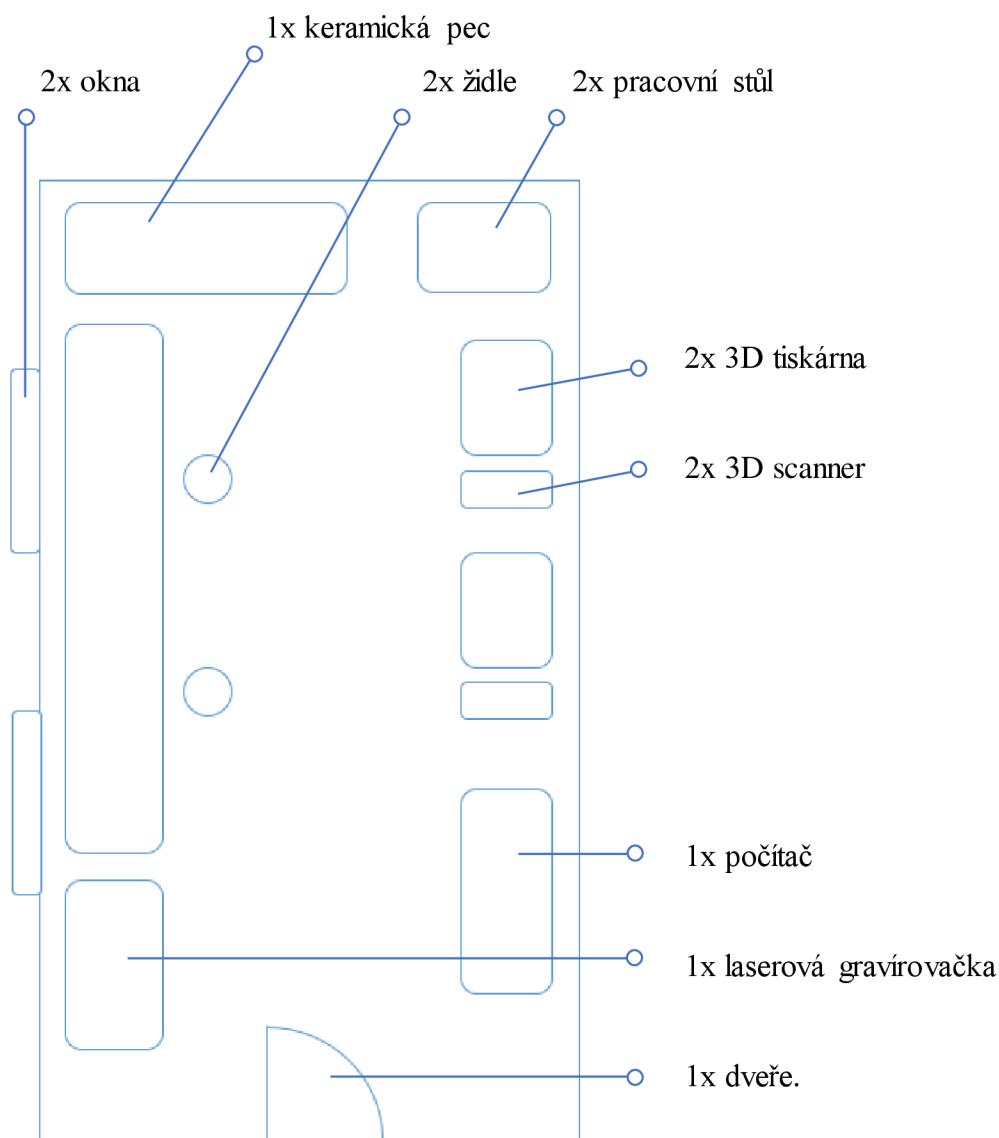 1x keramická pec
2x okna
2x židle
2x pracovní stůl
2x 3D tiskárna
2x 3D scanner
1x počítač
1x laserová gravírovačka
1x dveře.